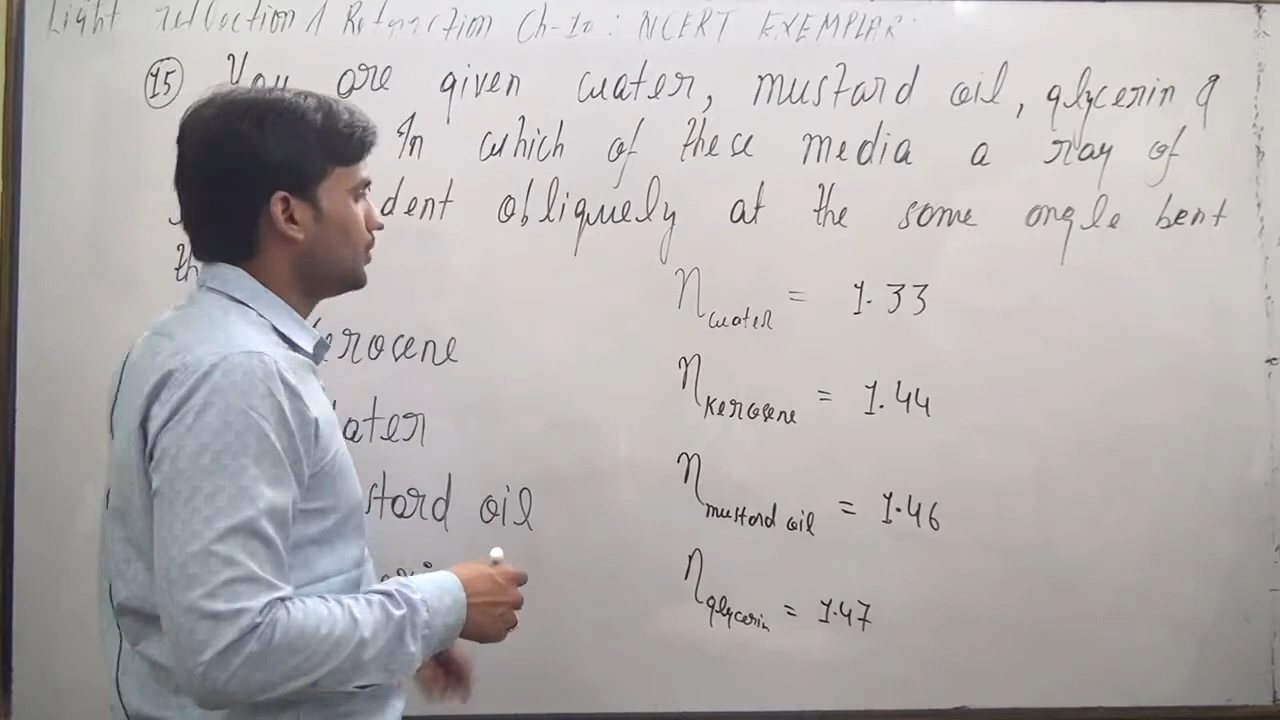 Light reflection & Refraction Ch-10: NCERT EXEMPLAR
15 You are given water, mustard oil, glycerin &
In which of these media a ray of
dent obliquely at the same angle bent
th
η water = 1.33
erosene
η kerosene = 1.44
ater
stard oil
η mustard oil = 1.46
η glycerin = 1.47